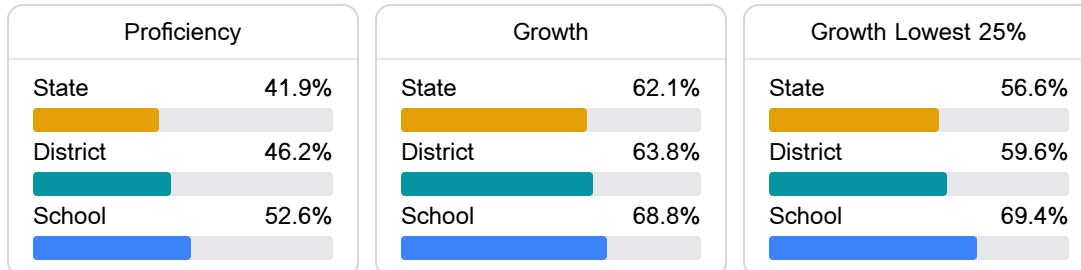 Proficiency
State 41.9%
District 46.2%
School 52.6%
Growth
State 62.1%
District 63.8%
School 68.8%
Growth Lowest 25%
State 56.6%
District 59.6%
School 69.4%